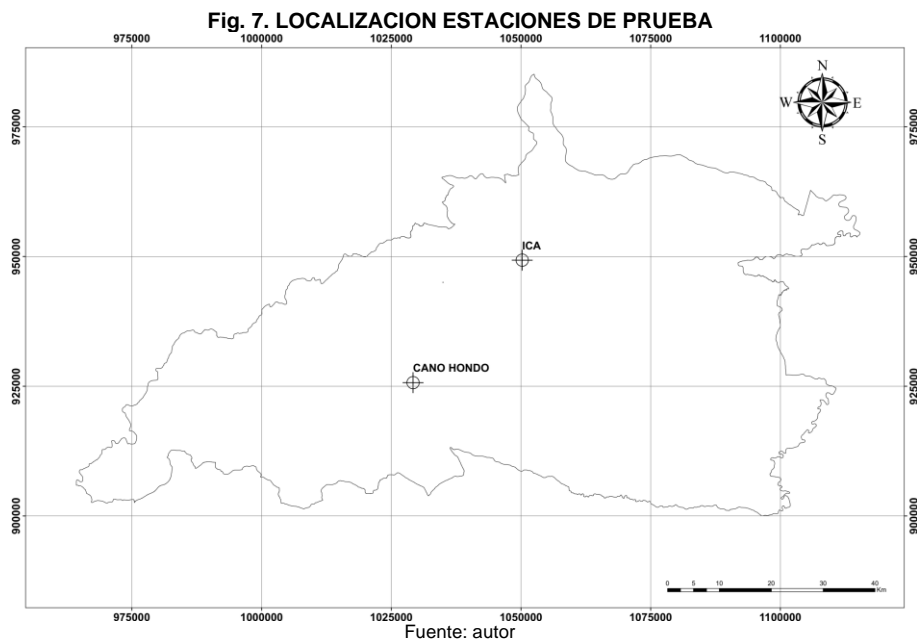 Fig. 7. LOCALIZACION ESTACIONES DE PRUEBA
975000 1000000 1025000 1050000 1075000 1100000
N
W E
S
975000 975000
950000 950000
ICA
CANO HONDO
925000 925000
900000 900000
0 5 10 20 30 40
Km
975000 1000000 1025000 1050000 1075000 1100000
Fuente: autor